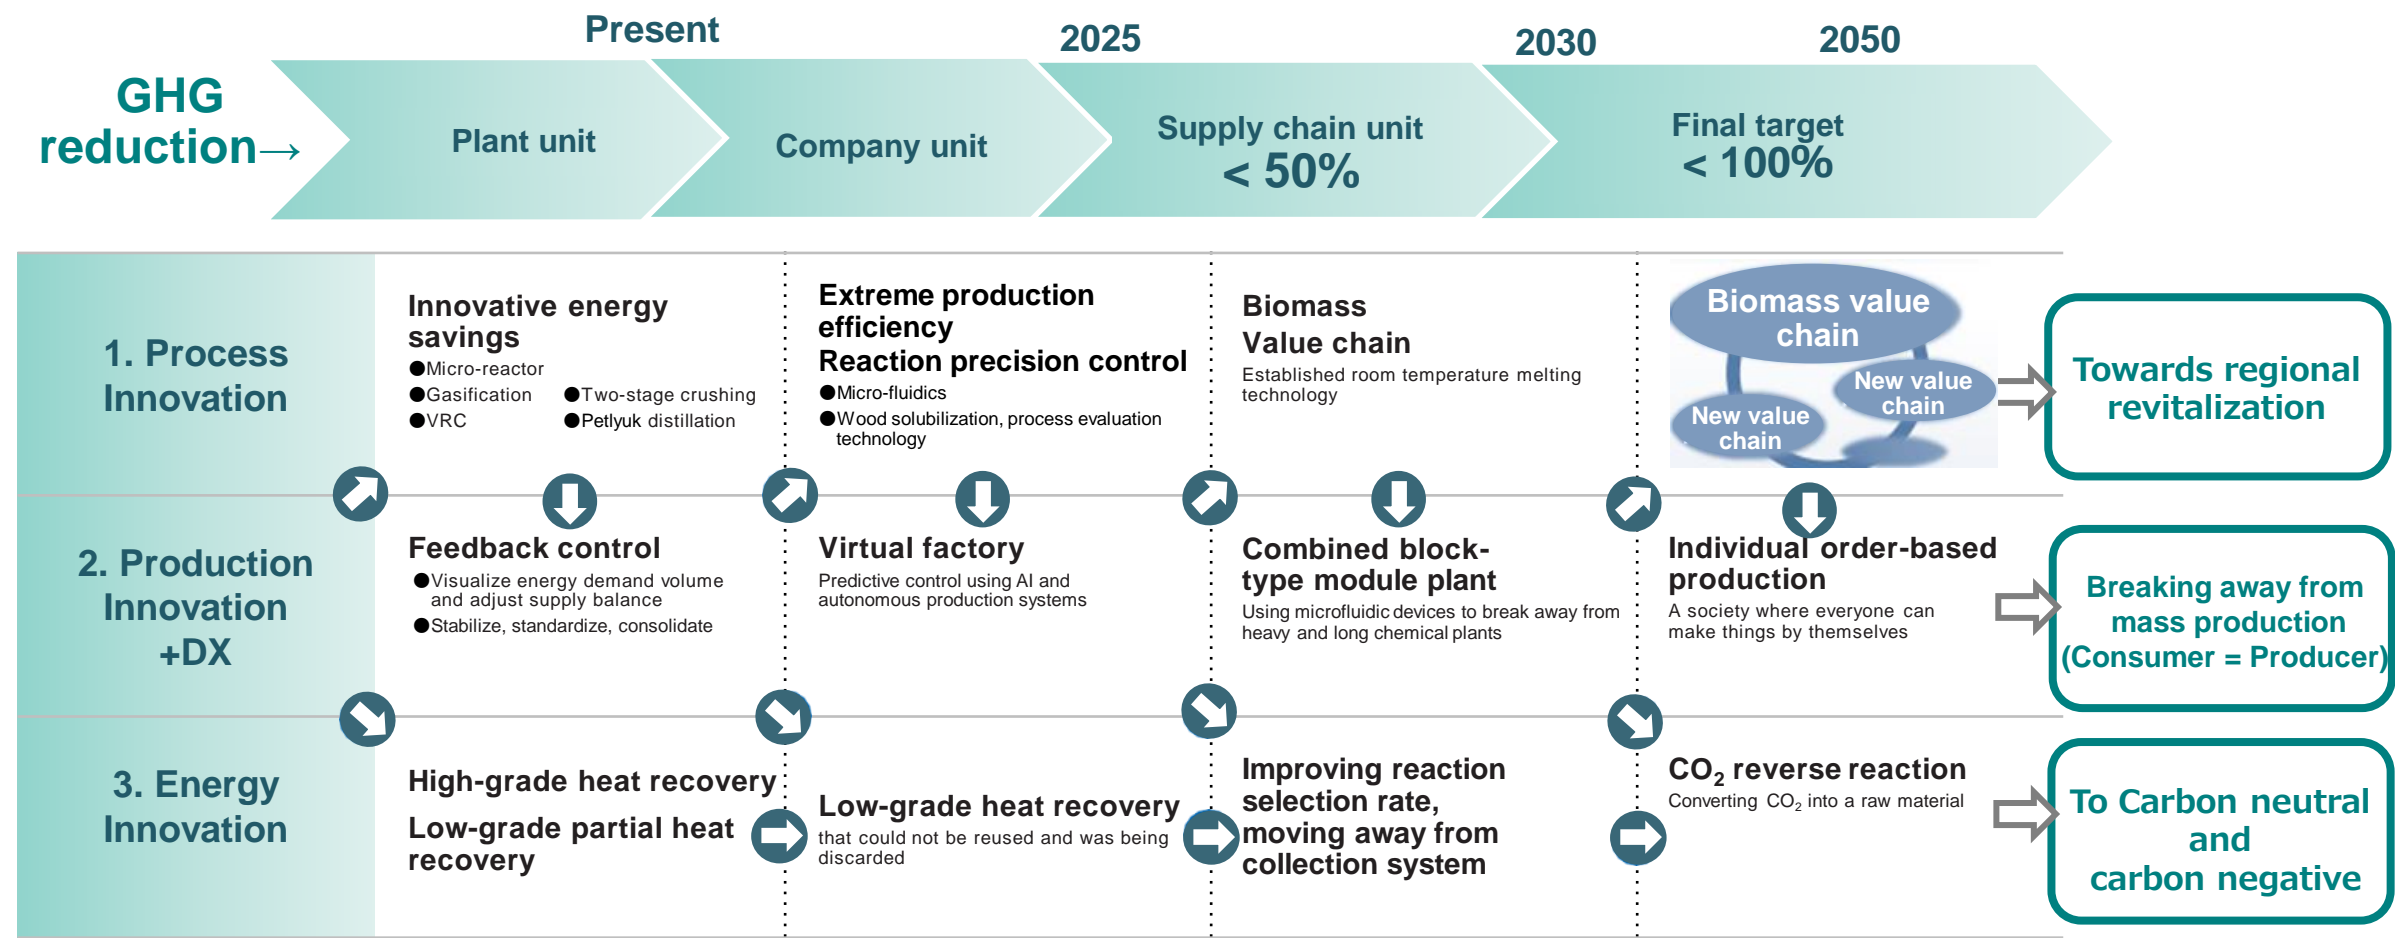 Present
2025
2030
2050
GHG
reduction→
Plant unit
Company unit
Supply chain unit
< 50%
Final target
< 100%
1. Process
Innovation
Innovative energy
savings
●Micro-reactor
●Gasification ●Two-stage crushing
●VRC ●Petlyuk distillation
Extreme production
efficiency
Reaction precision control
●Micro-fluidics
●Wood solubilization, process evaluation
technology
Biomass
Value chain
Established room temperature melting
technology
Biomass value
chain
New value
chain
New value
chain
Towards regional
revitalization
2. Production
Innovation
+DX
Feedback control
●Visualize energy demand volume
and adjust supply balance
●Stabilize, standardize, consolidate
Virtual factory
Predictive control using AI and
autonomous production systems
Combined block-
type module plant
Using microfluidic devices to break away from
heavy and long chemical plants
Individual order-based
production
A society where everyone can
make things by themselves
Breaking away from
mass production
(Consumer = Producer)
3. Energy
Innovation
High-grade heat recovery
Low-grade partial heat
recovery
Low-grade heat recovery
that could not be reused and was being
discarded
Improving reaction
selection rate,
moving away from
collection system
CO₂ reverse reaction
Converting CO₂ into a raw material
To Carbon neutral
and
carbon negative